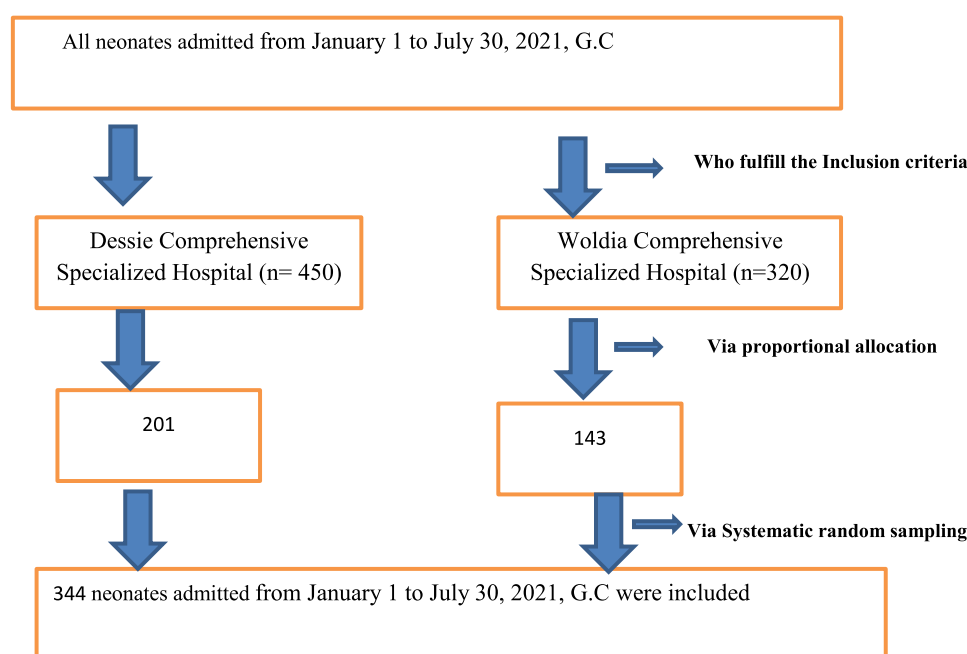 All neonates admitted from January 1 to July 30, 2021, G.C
Who fulfill the Inclusion criteria
Dessie Comprehensive
Specialized Hospital (n= 450)
Woldia Comprehensive
Specialized Hospital (n=320)
Via proportional allocation
201
143
Via Systematic random sampling
344 neonates admitted from January 1 to July 30, 2021, G.C were included